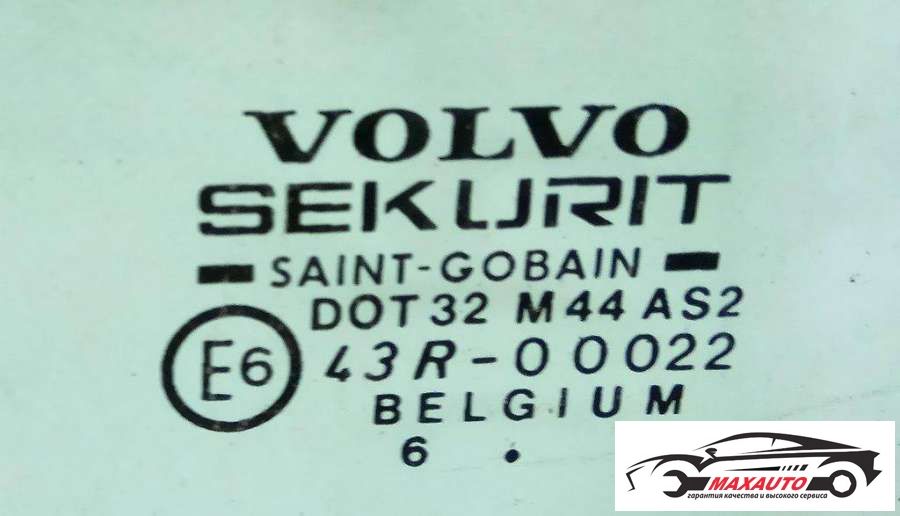 VOLVO
SEKURIT
SAINT-GOBAIN
DOT 32 M44 AS2
E6 43R-00022
BELGIUM
6 .
MAXAUTO
гарантия качества и высокого сервиса